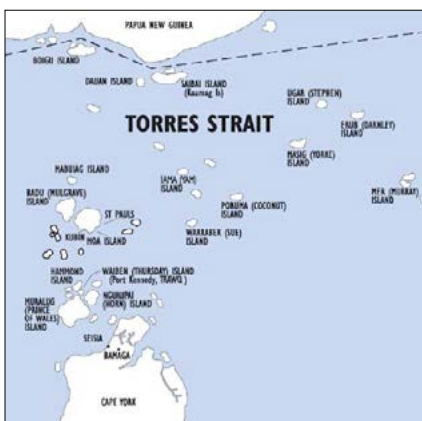 PAPUA NEW GUINEA
BOIGU ISLAND
DAUAN ISLAND
SAIBAI ISLAND
(Kaumag Is)
UGAR (STEPHEN)
ISLAND
TORRES STRAIT
ERUB (DARNLEY)
ISLAND
MASIG (YORKE)
ISLAND
MABUIAG ISLAND
IAMA (YAM)
ISLAND
MER (MURRAY)
ISLAND
BADU (MULGRAVE)
ISLAND
PORUMA (COCONUT)
ISLAND
ST PAULS
WARRABER (SUE)
ISLAND
KUBIN
MOA ISLAND
HAMMOND
ISLAND
WAIBEN (THURSDAY) ISLAND
(Port Kennedy, TRAWQ)
NGURUPAI
(HORN) ISLAND
MURALUG
(PRINCE
OF WALES)
ISLAND
SEISIA
BAMAGA
CAPE YORK